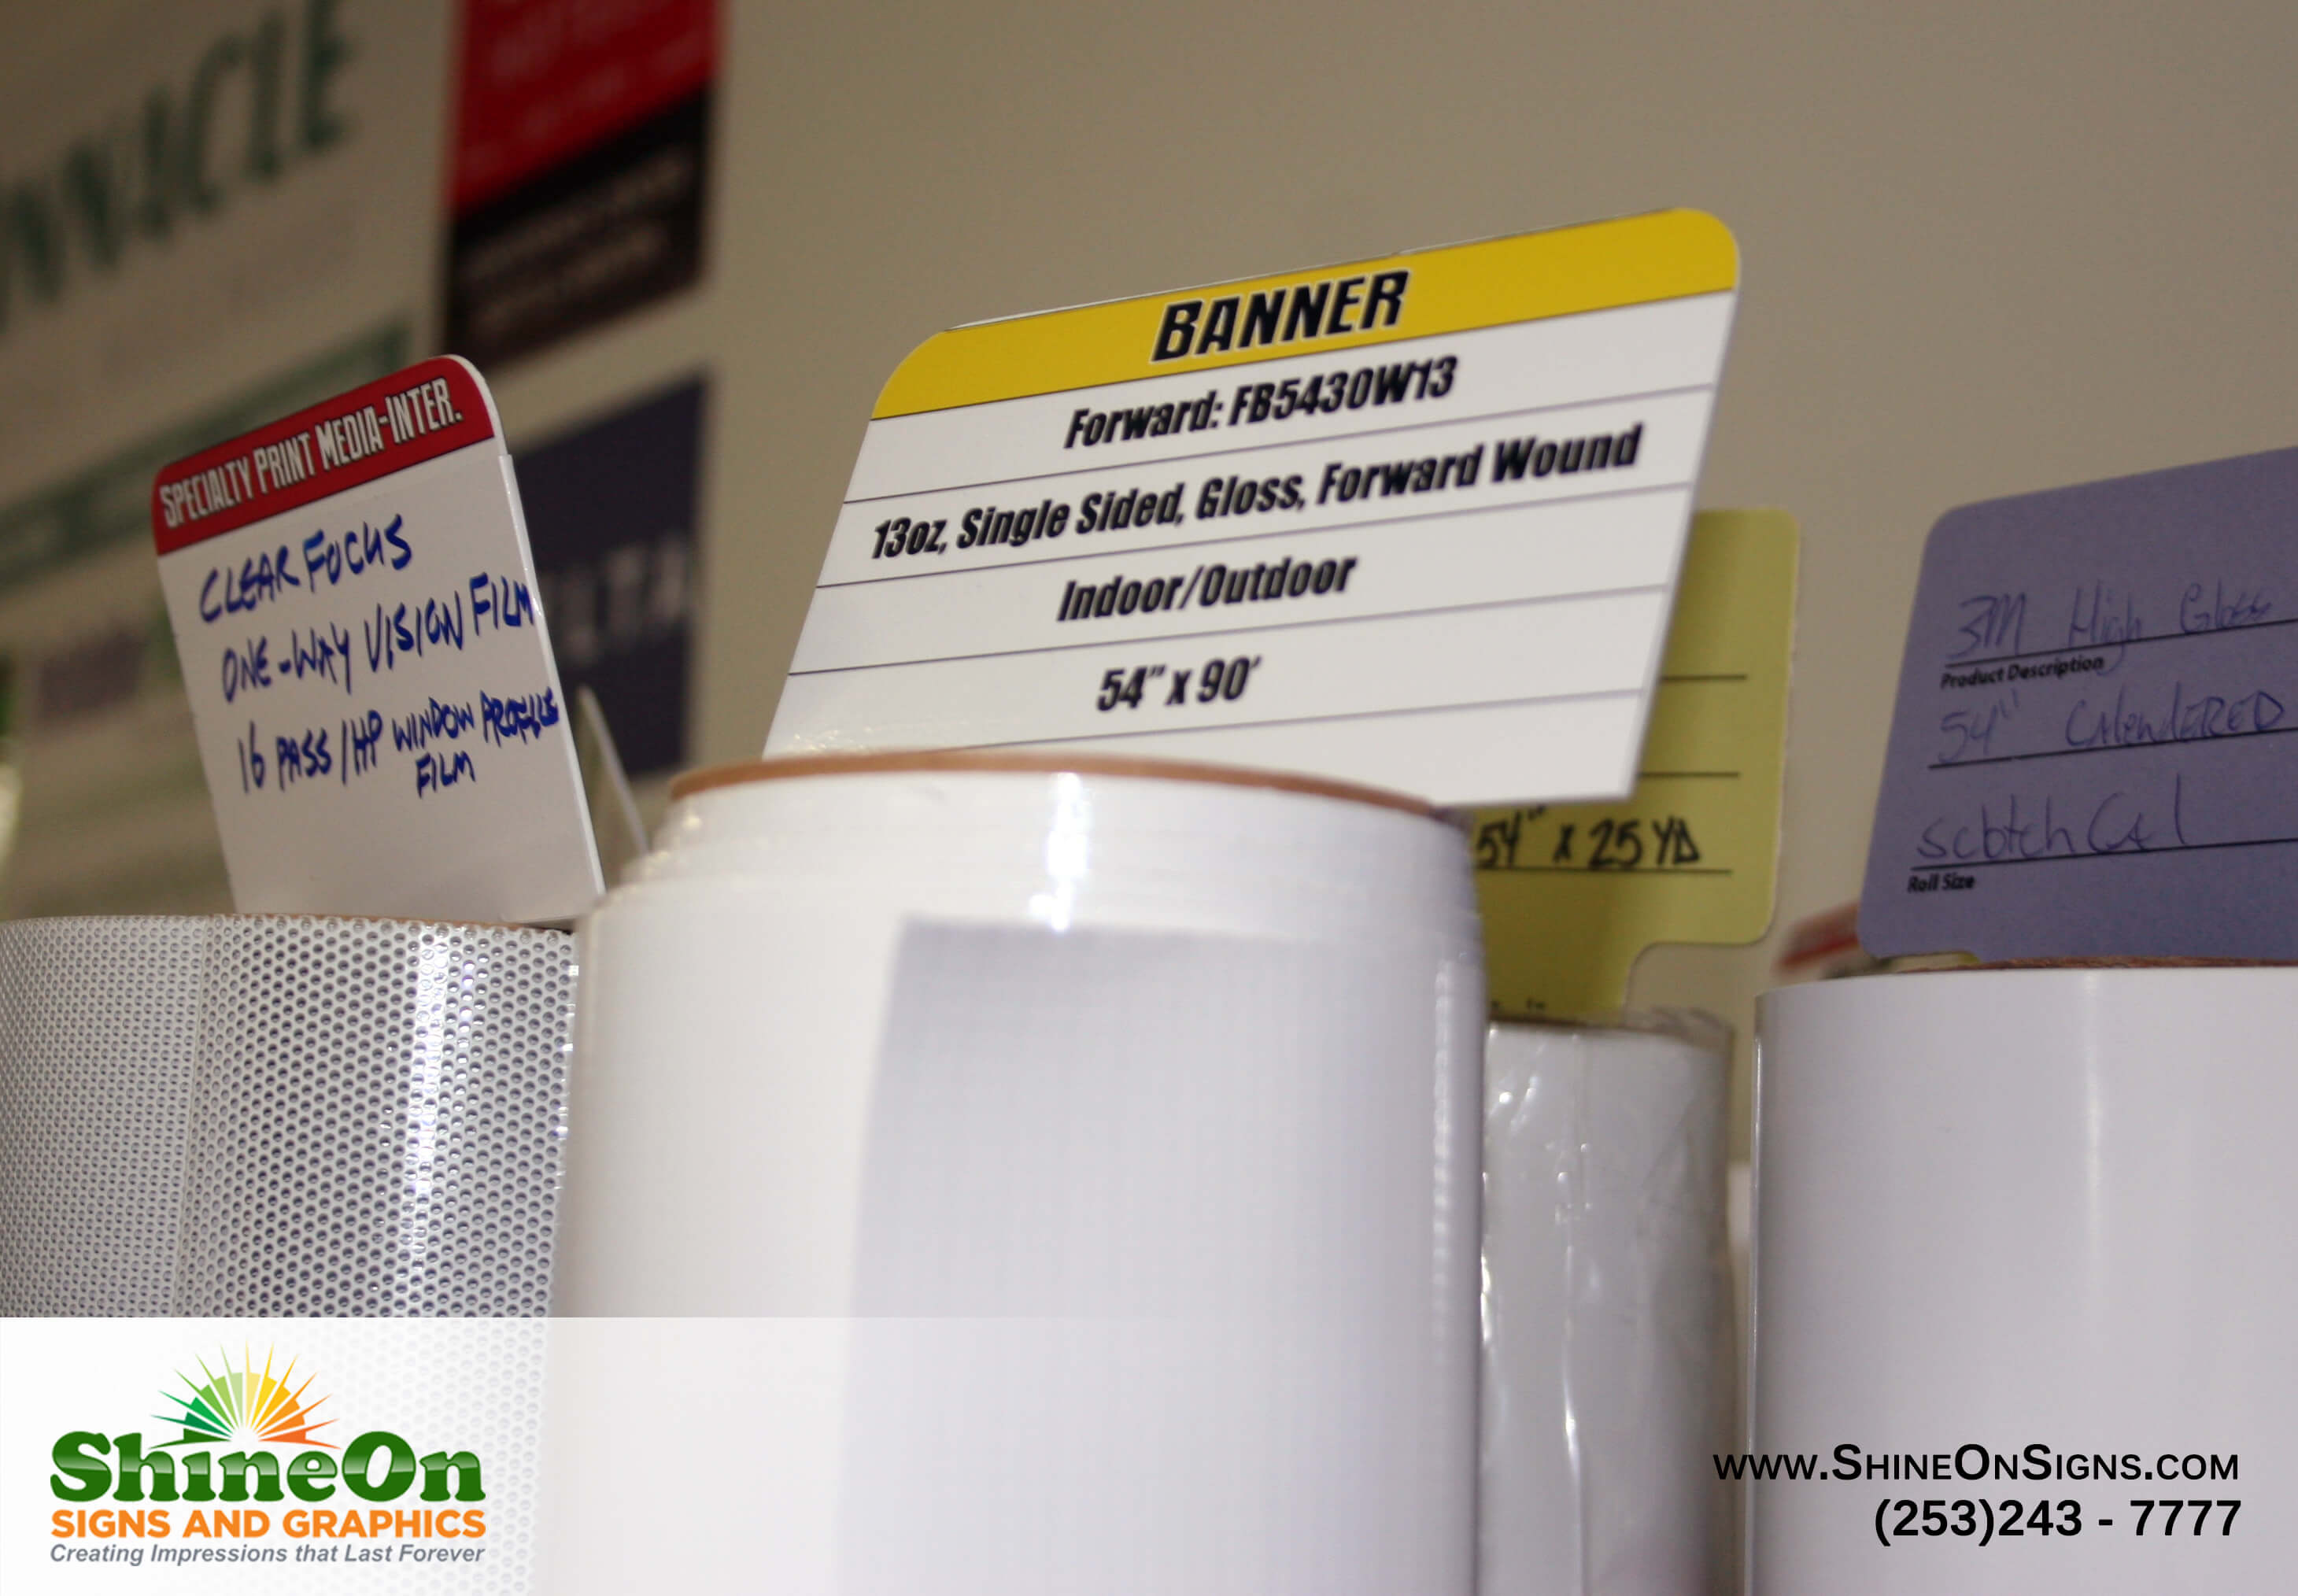 SPECIALTY PRINT MEDIA-INTER.
CLEAR FOCUS
ONE-WAY VISION FILM
16 PASS/HP WINDOW
FILM
BANNER
Forward: FB5430W13
13oz, Single Sided, Gloss, Forward Wound
Indoor/Outdoor
54" x 90'
54" x 25 YD
3M High Gloss
Product Description
54" CAlendERED
scotch Cal
Roll Size
ShineOn
SIGNS AND GRAPHICS
Creating Impressions that Last Forever
www.ShineOnSigns.com
(253)243 - 7777